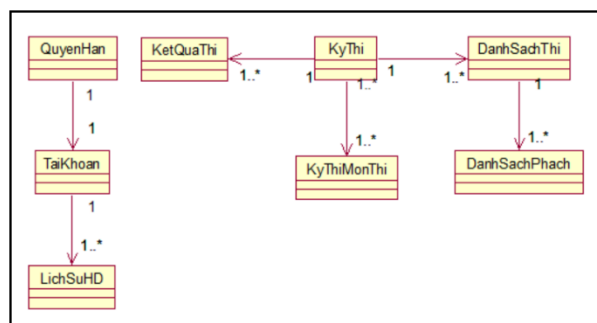 QuyenHan
KetQuaThi
KyThi
DanhSachThi
1..*
1
1..*
1
1..*
1
1
1
TaiKhoan
1..*
KyThiMonThi
1..*
DanhSachPhach
1
1..*
LichSuHD